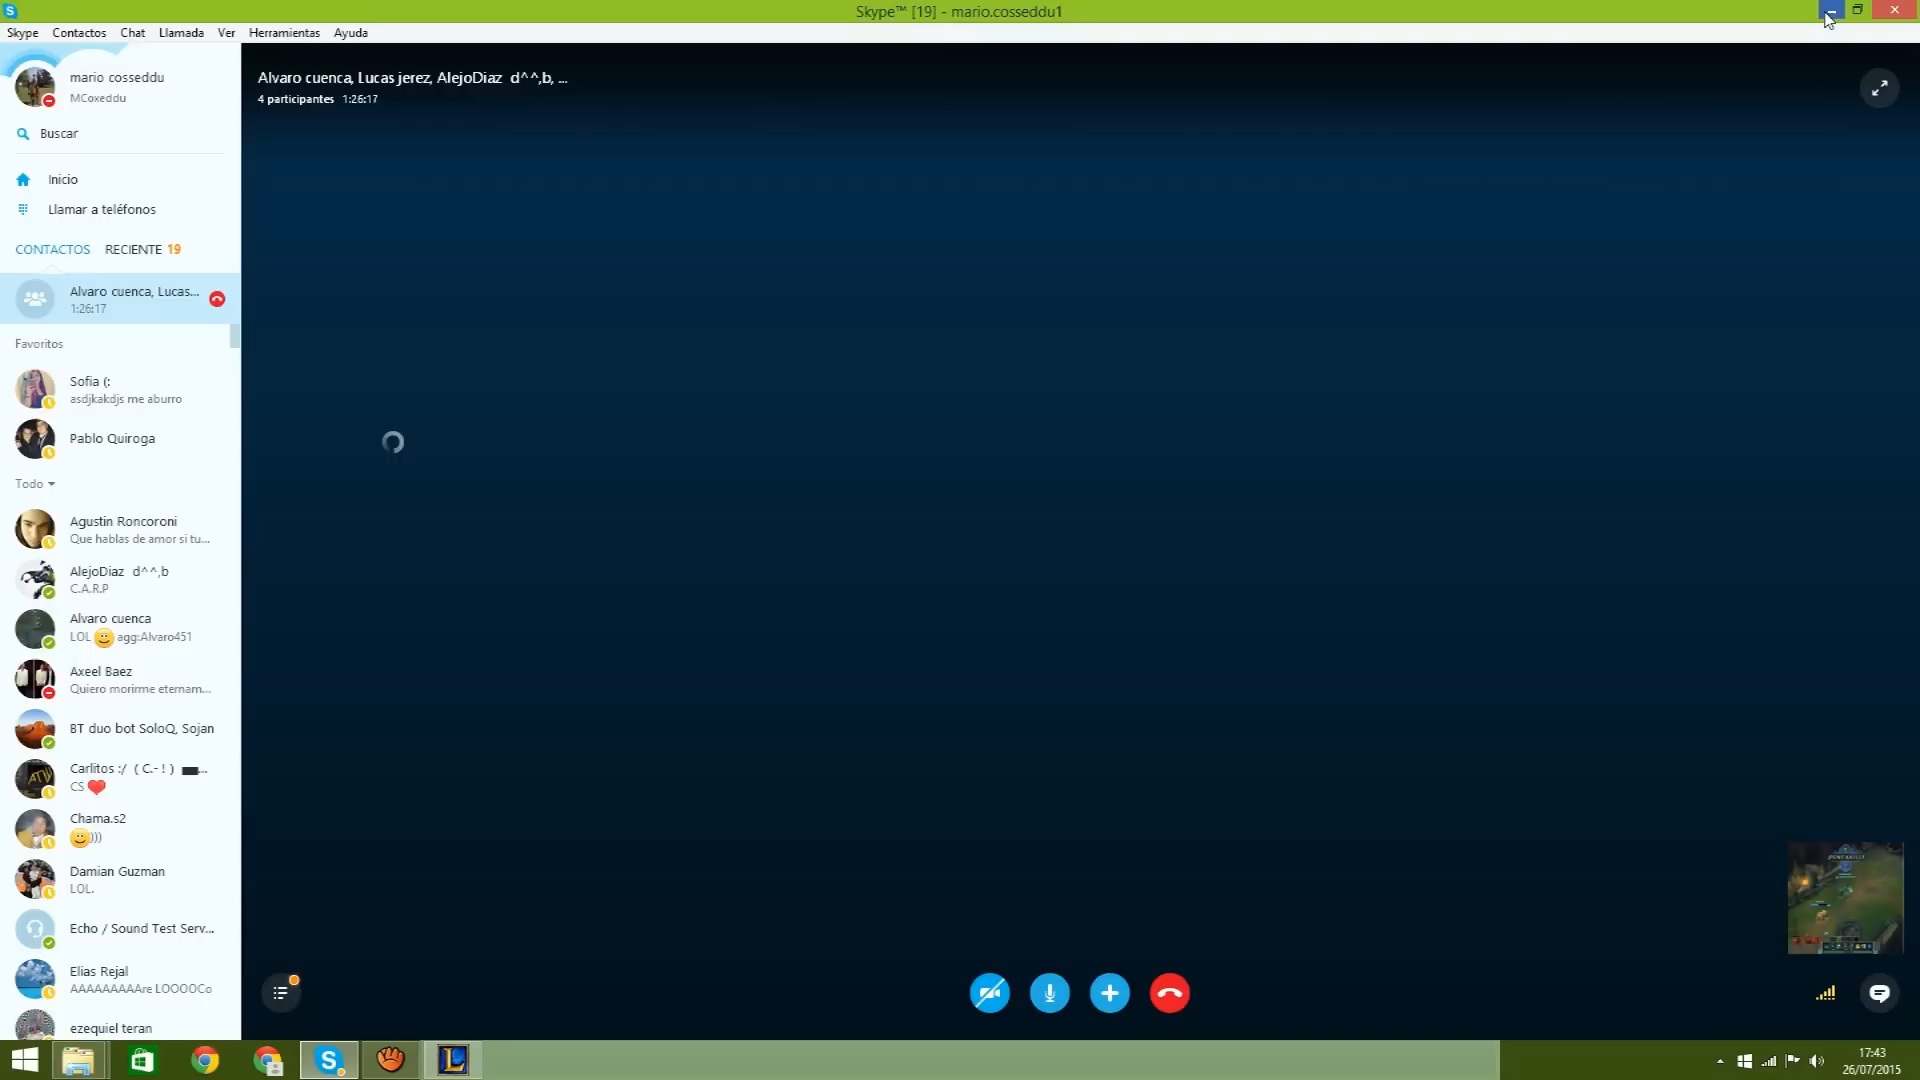 Skype™ [19] - mario.cosseddu1
Skype Contactos Chat Llamada Ver Herramientas Ayuda
mario cosseddu
MCoxeddu
Buscar
Inicio
Llamar a teléfonos
CONTACTOS RECIENTE 19
Alvaro cuenca, Lucas...
1:26:17
Favoritos
Sofia (:
asdjkakdjs me aburro
Pablo Quiroga
Todo
Agustin Roncoroni
Que hablas de amor si tu...
AlejoDiaz d^^,b
C.A.R.P
Alvaro cuenca
LOL agg:Alvaro451
Axeel Baez
Quiero morirme eternam...
BT duo bot SoloQ, Sojan
Carlitos :/ ( C.- ! ) ...
CS
Chama.s2
)))
Damian Guzman
LOL.
Echo / Sound Test Serv...
Elias Rejal
AAAAAAAAAre LOOOOCo
ezequiel teran
Alvaro cuenca, Lucas jerez, AlejoDiaz d^^,b, ...
4 participantes 1:26:17
17:43
26/07/2015